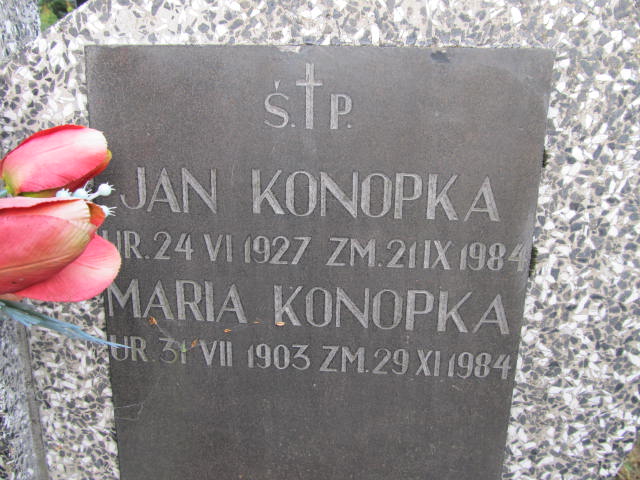 Ś.P.
JAN KONOPKA
UR. 24 VI 1927 ZM. 21 IX 1984
MARIA KONOPKA
UR. 31 VII 1903 ZM. 29 XI 1984